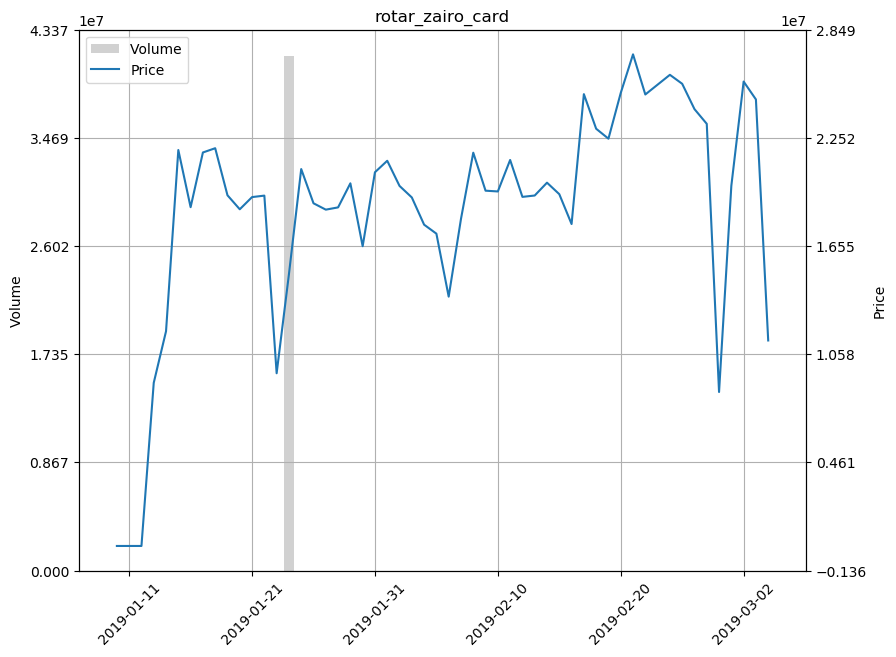 rotar_zairo_card
1e7
1e7
Volume
Price
4.337
3.469
2.602
1.735
0.867
0.000
Volume
2.849
2.252
1.655
1.058
0.461
−0.136
Price
2019-01-11
2019-01-21
2019-01-31
2019-02-10
2019-02-20
2019-03-02